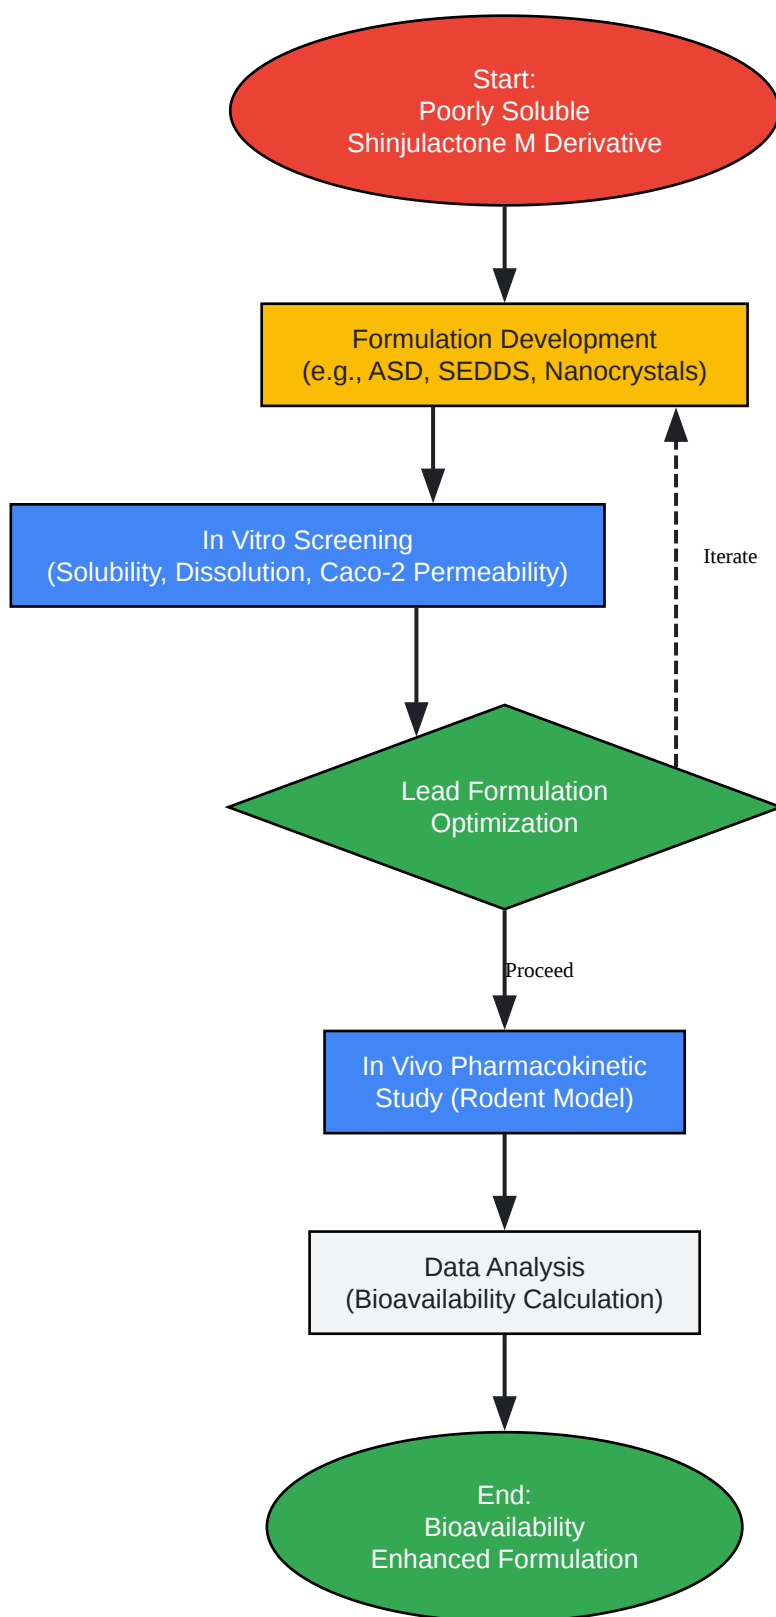 Start:
Poorly Soluble
Shinjulactone M Derivative
Formulation Development
(e.g., ASD, SEDDS, Nanocrystals)
In Vitro Screening
(Solubility, Dissolution, Caco-2 Permeability)
Iterate
Lead Formulation
Optimization
Proceed
In Vivo Pharmacokinetic
Study (Rodent Model)
Data Analysis
(Bioavailability Calculation)
End:
Bioavailability
Enhanced Formulation